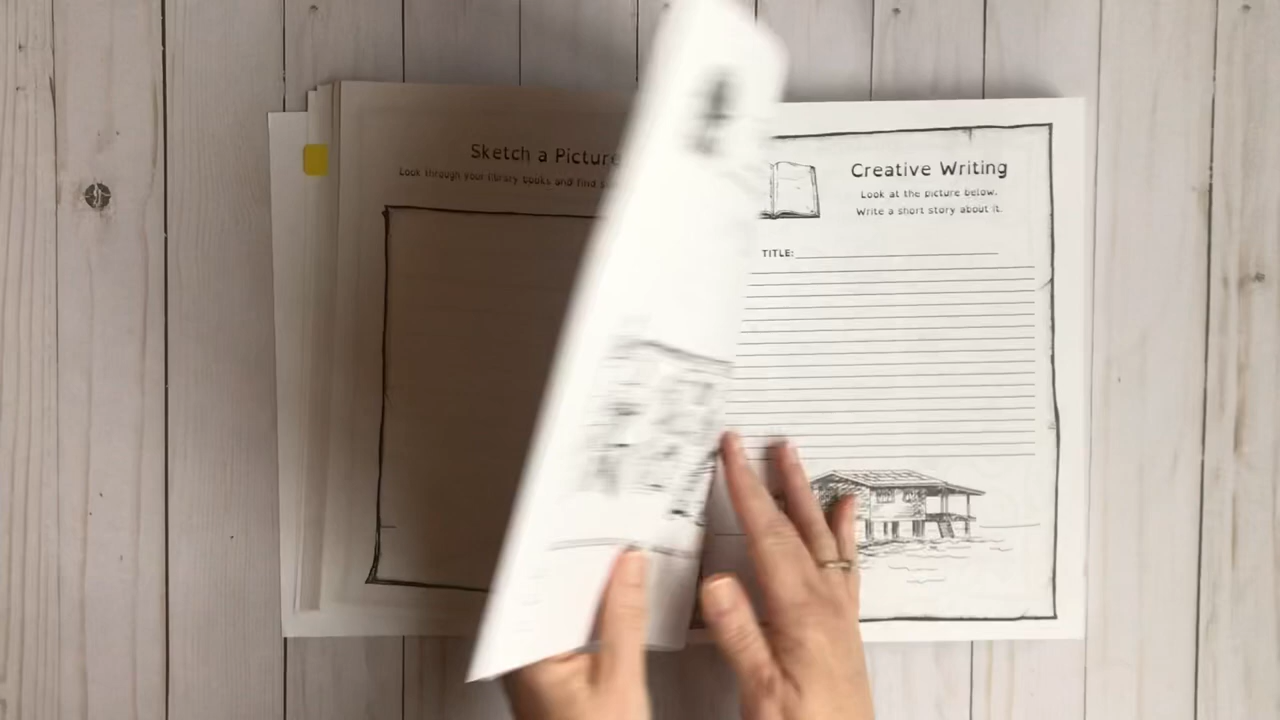 Sketch a Picture
Look through your library books and find
Creative Writing
Look at the picture below.
Write a short story about it.
TITLE: